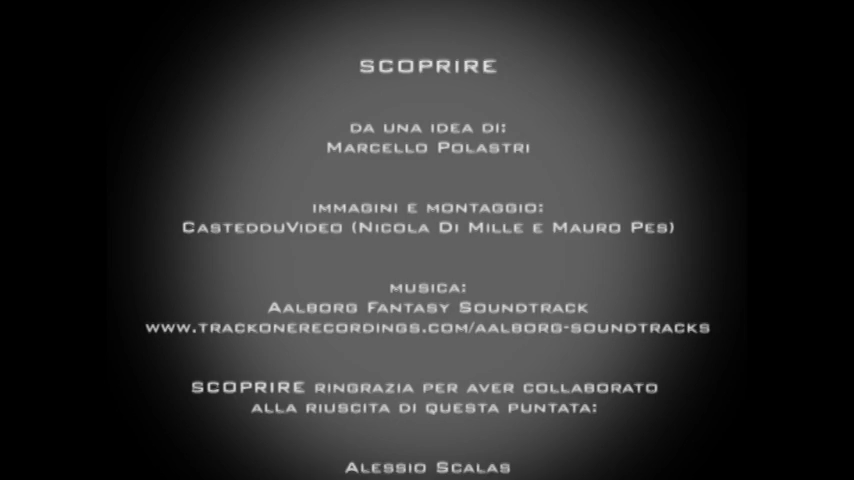 SCOPRIRE
DA UNA IDEA DI:
MARCELLO POLASTRI
IMMAGINI E MONTAGGIO:
CASTEDDUVIDEO (NICOLA DI MILLE E MAURO PES)
MUSICA:
AALBORG FANTASY SOUNDTRACK
WWW.TRACKONERECORDINGS.COM/AALBORG-SOUNDTRACKS
SCOPRIRE RINGRAZIA PER AVER COLLABORATO
ALLA RIUSCITA DI QUESTA PUNTATA:
ALESSIO SCALAS